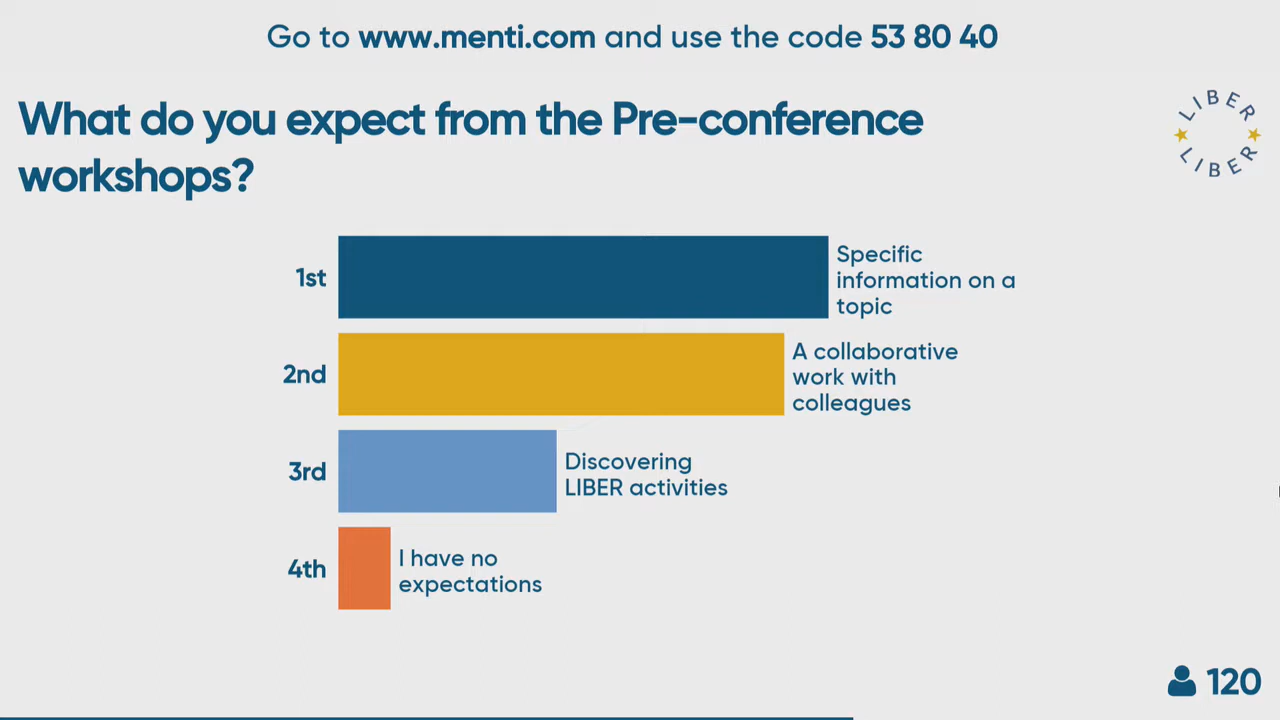 Go to www.menti.com and use the code 53 80 40
What do you expect from the Pre-conference
workshops?
LIBER
LIBER
1st
Specific
information on a
topic
2nd
A collaborative
work with
colleagues
3rd
Discovering
LIBER activities
4th
I have no
expectations
120